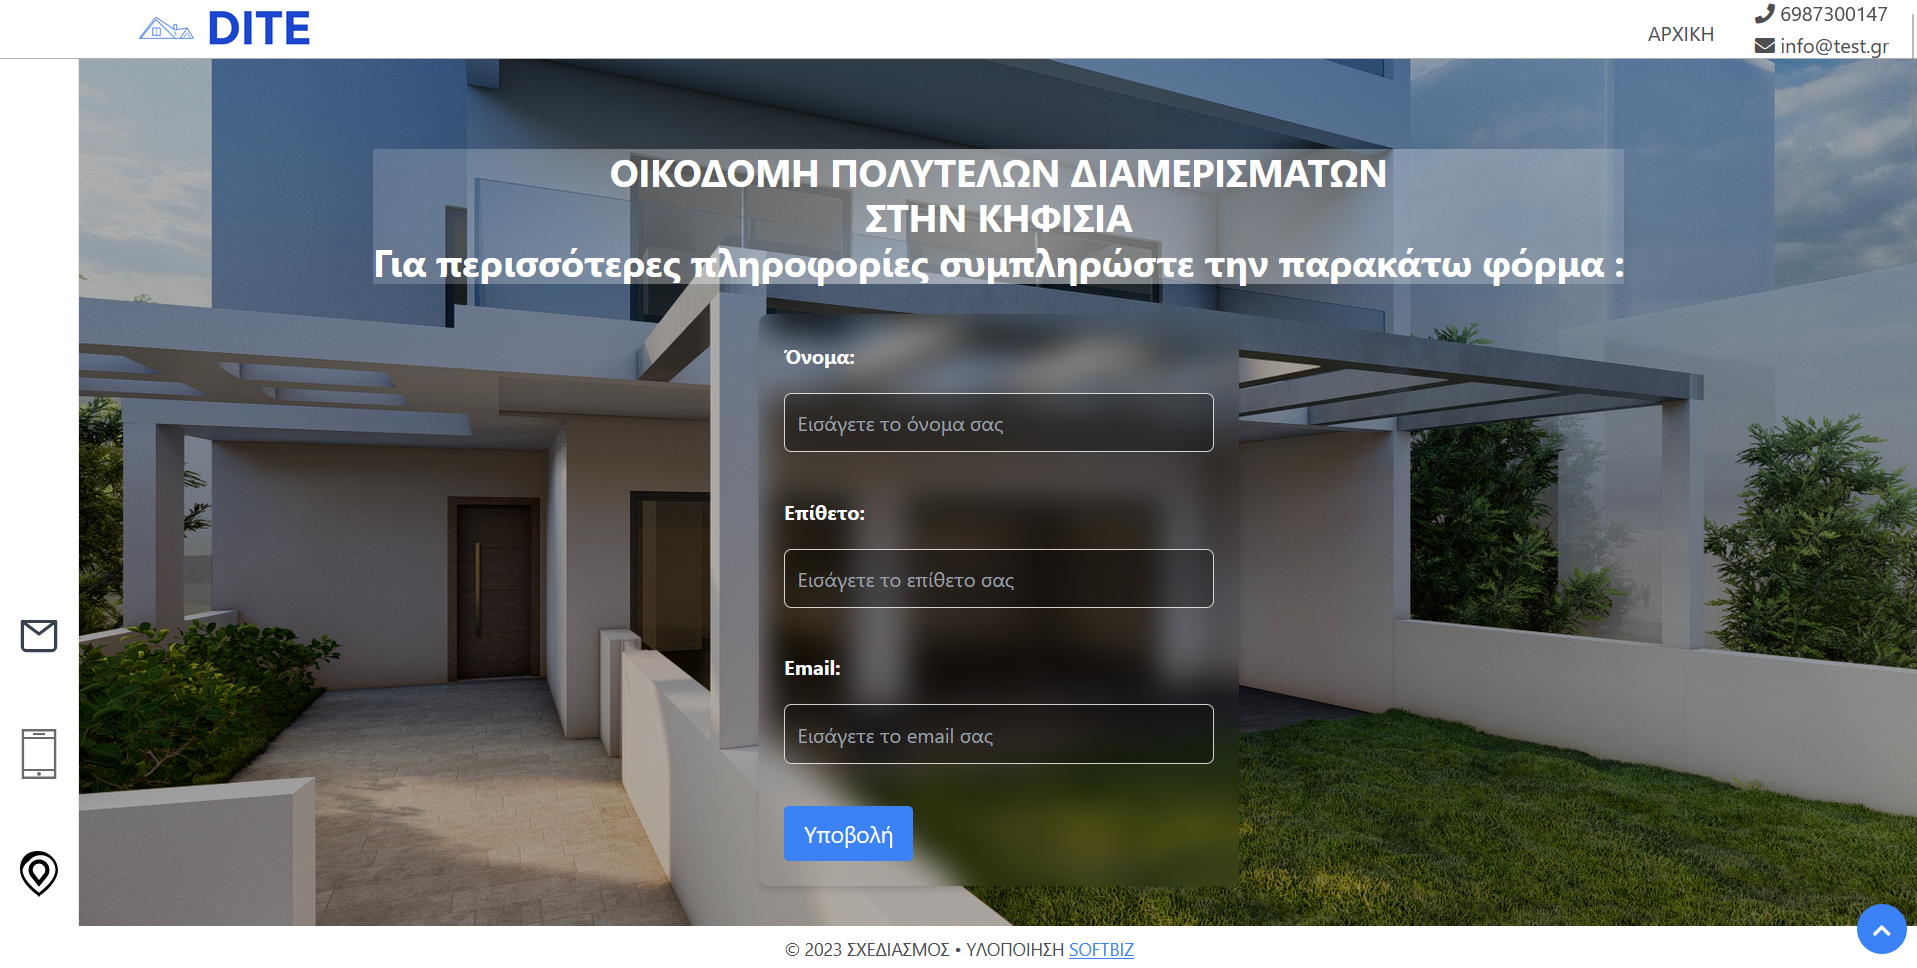 DITE
ΑΡΧΙΚΗ
6987300147
info@test.gr
ΟΙΚΟΔΟΜΗ ΠΟΛΥΤΕΛΩΝ ΔΙΑΜΕΡΙΣΜΑΤΩΝ
ΣΤΗΝ ΚΗΦΙΣΙΑ
Για περισσότερες πληροφορίες συμπληρώστε την παρακάτω φόρμα :
Όνομα:
Εισάγετε το όνομα σας
Επίθετο:
Εισάγετε το επίθετο σας
Email:
Εισάγετε το email σας
Υποβολή
© 2023 ΣΧΕΔΙΑΣΜΟΣ • ΥΛΟΠΟΙΗΣΗ SOFTBIZ